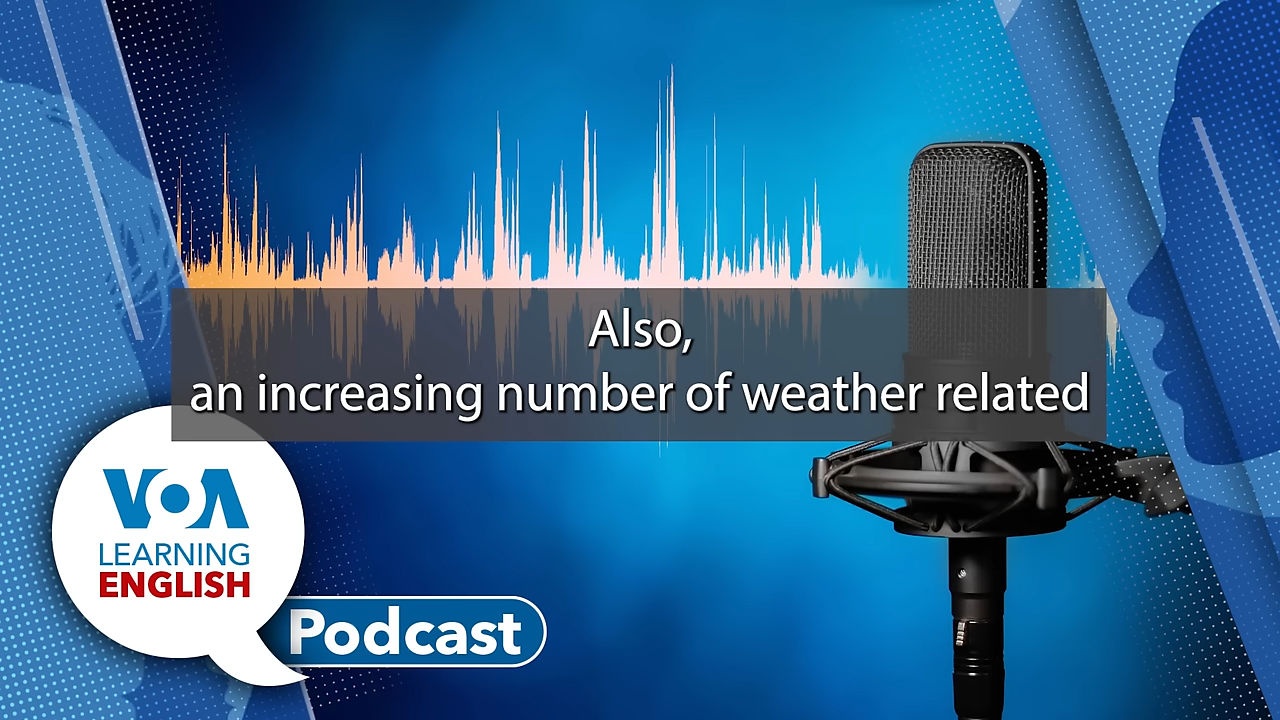 Also,
an increasing number of weather related
VOA
LEARNING
ENGLISH
Podcast